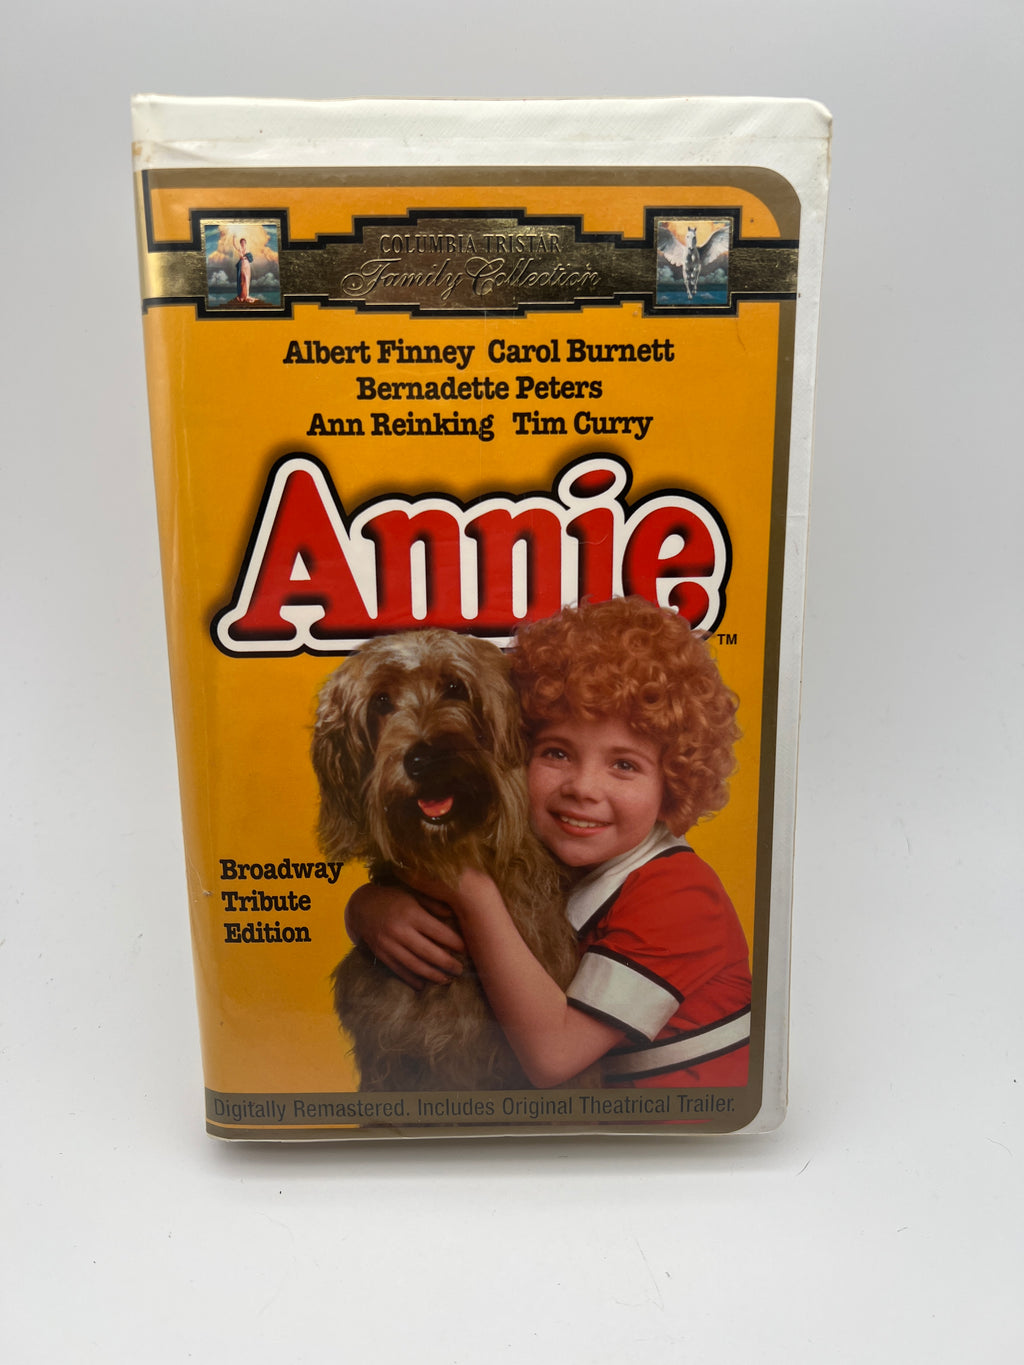 COLUMBIA TRISTAR
Family Collection
Albert Finney Carol Burnett
Bernadette Peters
Ann Reinking Tim Curry
Annie
TM
Broadway
Tribute
Edition
Digitally Remastered. Includes Original Theatrical Trailer.